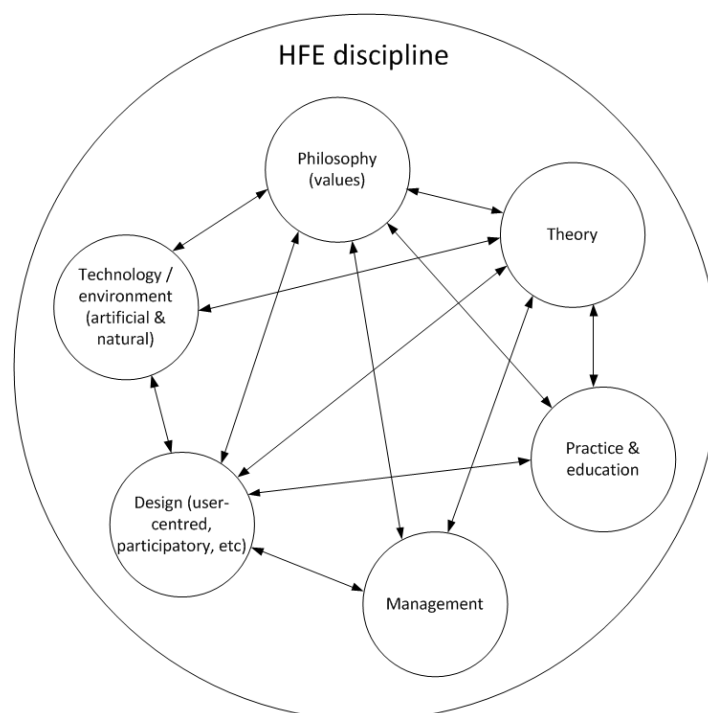 HFE discipline
Philosophy
(values)
Theory
Technology /
environment
(artificial &
natural)
Practice &
education
Design (user-
centred,
participatory, etc)
Management